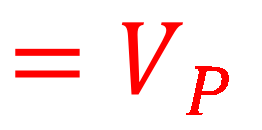 = V_P